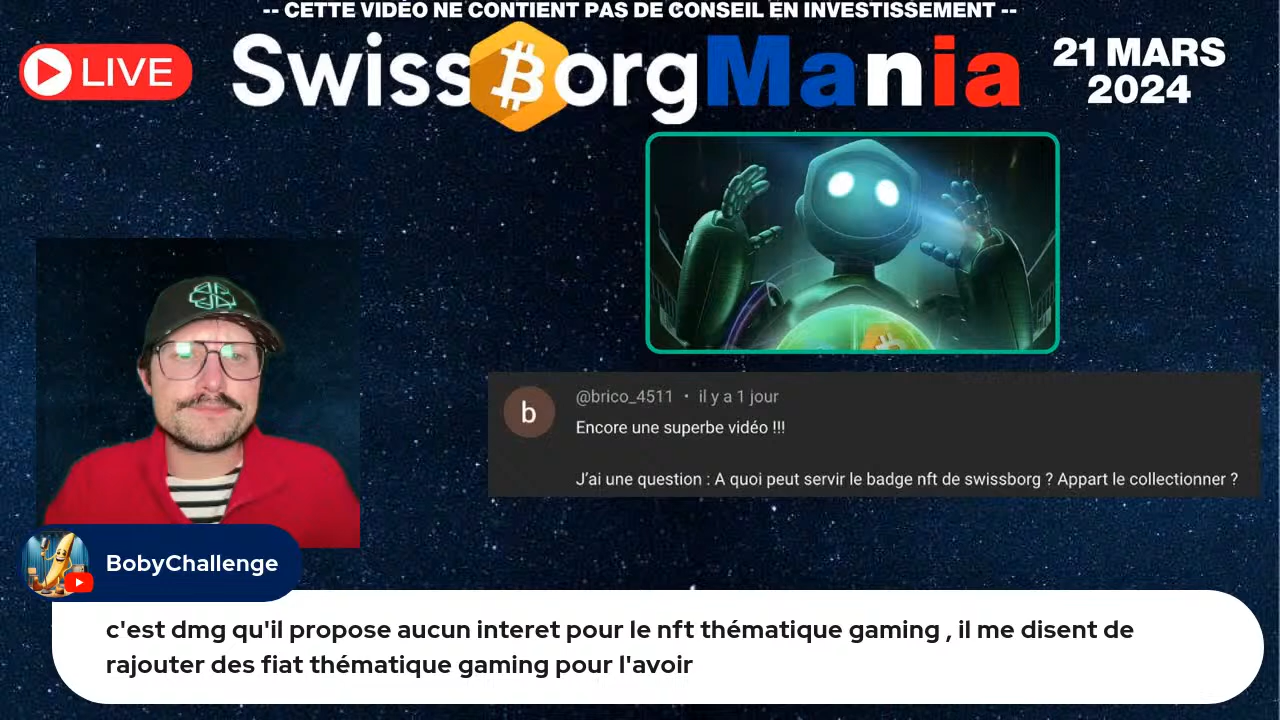 -- CETTE VIDÉO NE CONTIENT PAS DE CONSEIL EN INVESTISSEMENT --
LIVE
SwissBorgMania
21 MARS
2024
b
@brico_4511 • il y a 1 jour
Encore une superbe vidéo !!!
J'ai une question : A quoi peut servir le badge nft de swissborg ? Appart le collectionner ?
BobyChallenge
c'est dmg qu'il propose aucun interet pour le nft thématique gaming , il me disent de
rajouter des fiat thématique gaming pour l'avoir